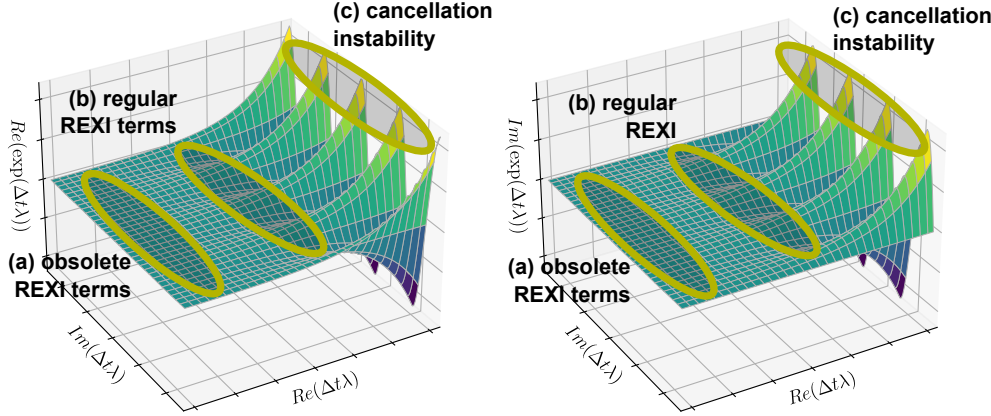 (c) cancellation
instability
(b) regular
REXI terms
Re(exp(Δtλ))
(a) obsolete
REXI terms
Im(Δtλ)
Re(Δtλ)
(c) cancellation
instability
(b) regular
REXI
Im(exp(Δtλ))
(a) obsolete
REXI terms
Im(Δtλ)
Re(Δtλ)